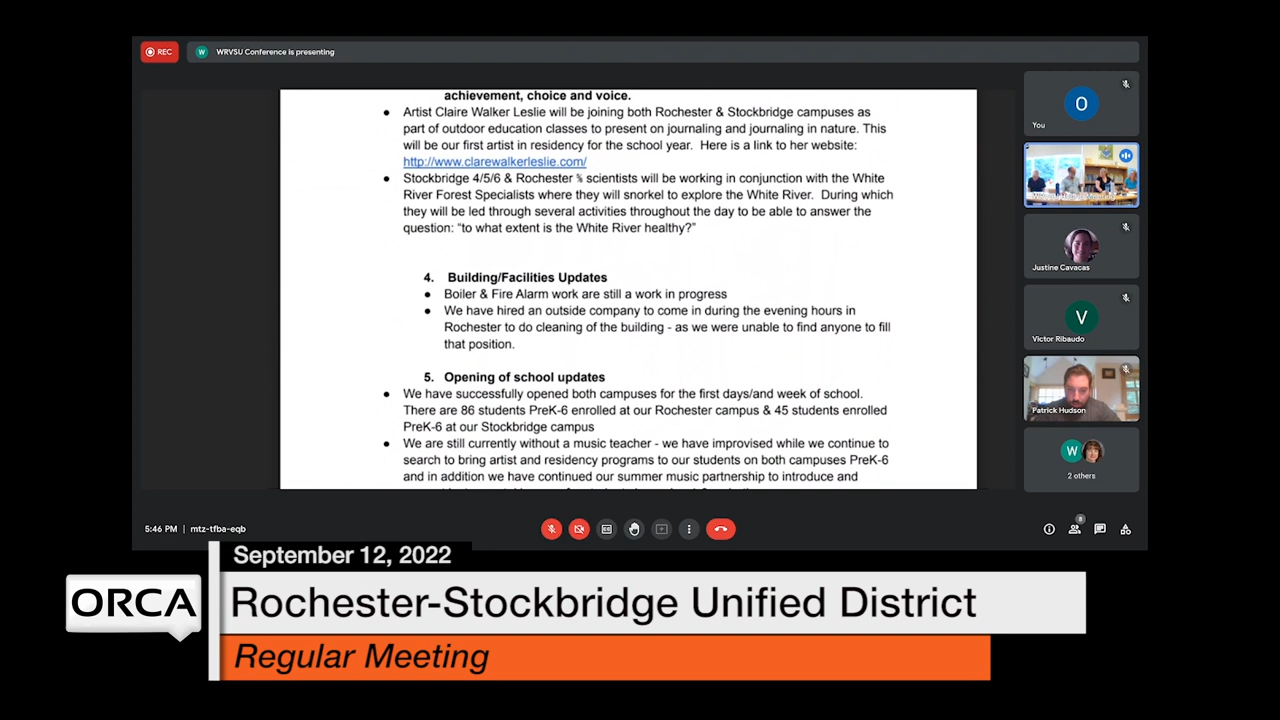 REC
W WRVSU Conference is presenting
achievement, choice and voice.
• Artist Claire Walker Leslie will be joining both Rochester & Stockbridge campuses as
part of outdoor education classes to present on journaling and journaling in nature. This
will be our first artist in residency for the school year. Here is a link to her website:
http://www.clarewalkerleslie.com/
• Stockbridge 4/5/6 & Rochester scientists will be working in conjunction with the White
River Forest Specialists where they will snorkel to explore the White River. During which
they will be led through several activities throughout the day to be able to answer the
question: “to what extent is the White River healthy?”
4. Building/Facilities Updates
• Boiler & Fire Alarm work are still a work in progress
• We have hired an outside company to come in during the evening hours in
Rochester to do cleaning of the building - as we were unable to find anyone to fill
that position.
5. Opening of school updates
• We have successfully opened both campuses for the first days/and week of school.
There are 86 students PreK-6 enrolled at our Rochester campus & 45 students enrolled
PreK-6 at our Stockbridge campus
• We are still currently without a music teacher - we have improvised while we continue to
search to bring artist and residency programs to our students on both campuses PreK-6
and in addition we have continued our summer music partnership to introduce and
O
You
Justine Cavacas
V
Victor Ribaudo
Patrick Hudson
W
2 others
5:46 PM | mtz-tfba-eqb
8
September 12, 2022
ORCA
Rochester-Stockbridge Unified District
Regular Meeting